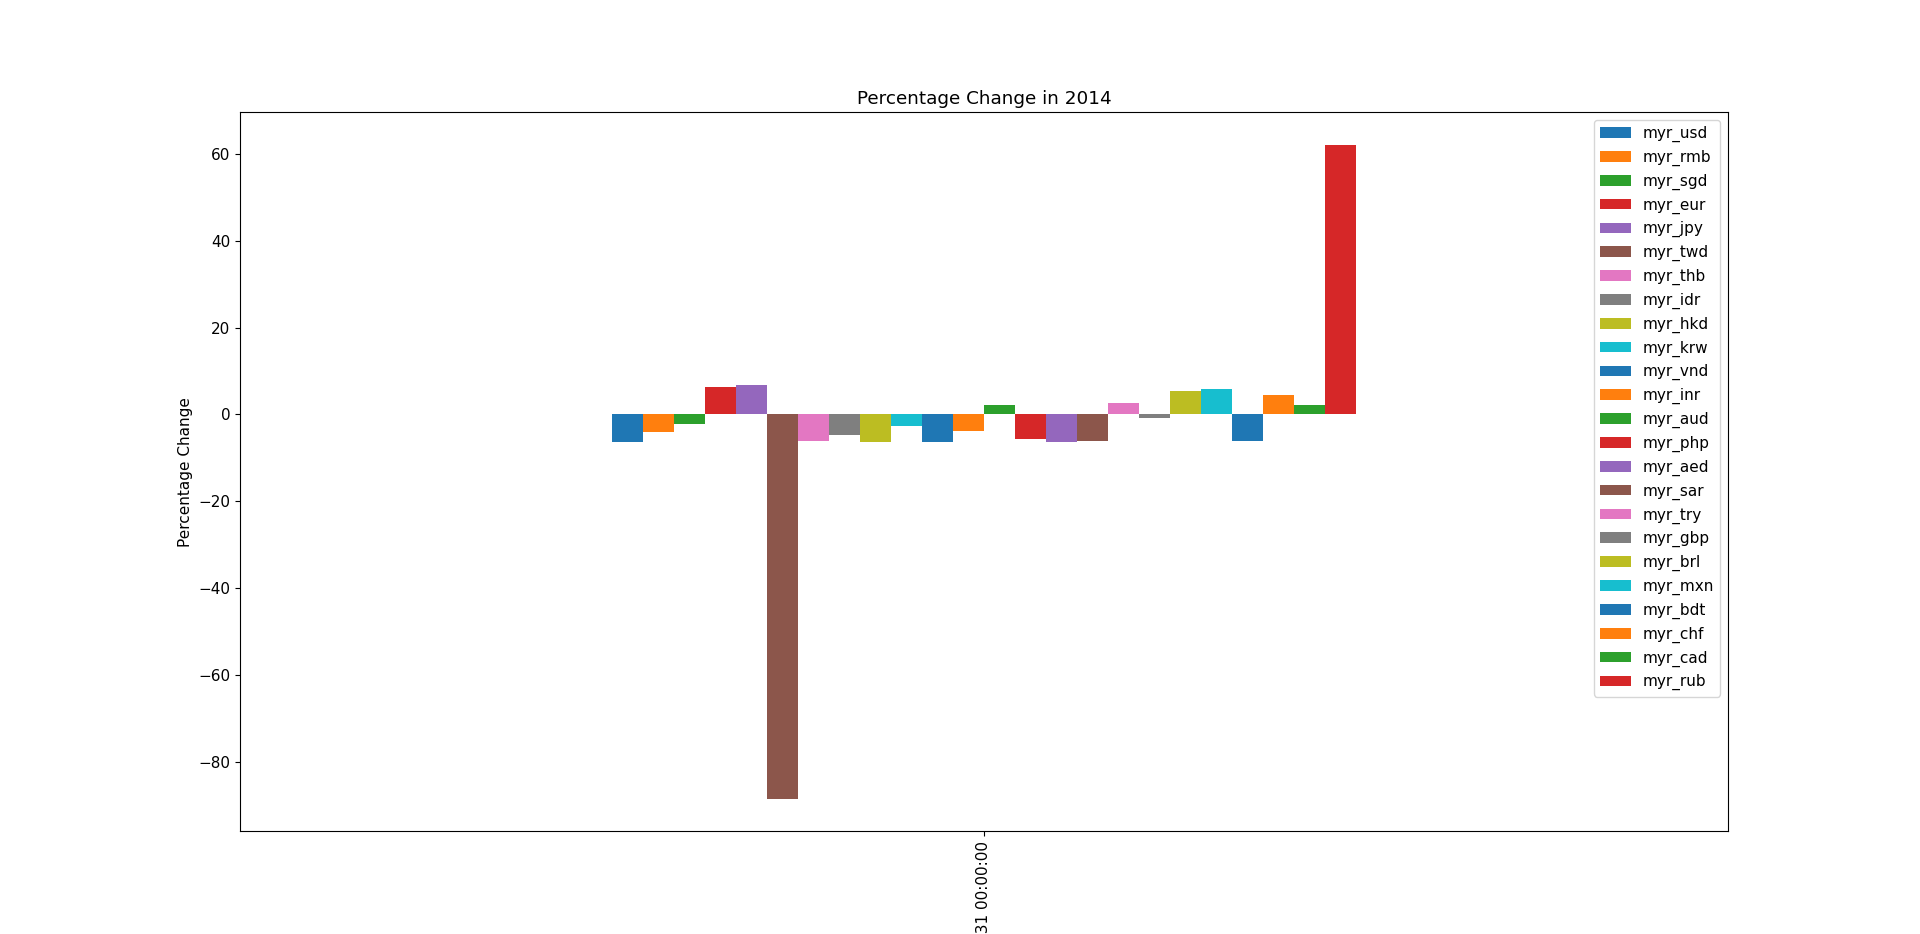 Percentage Change in 2014
Percentage Change
60
40
20
0
−20
−40
−60
−80
31 00:00:00
myr_usd
myr_rmb
myr_sgd
myr_eur
myr_jpy
myr_twd
myr_thb
myr_idr
myr_hkd
myr_krw
myr_vnd
myr_inr
myr_aud
myr_php
myr_aed
myr_sar
myr_try
myr_gbp
myr_brl
myr_mxn
myr_bdt
myr_chf
myr_cad
myr_rub